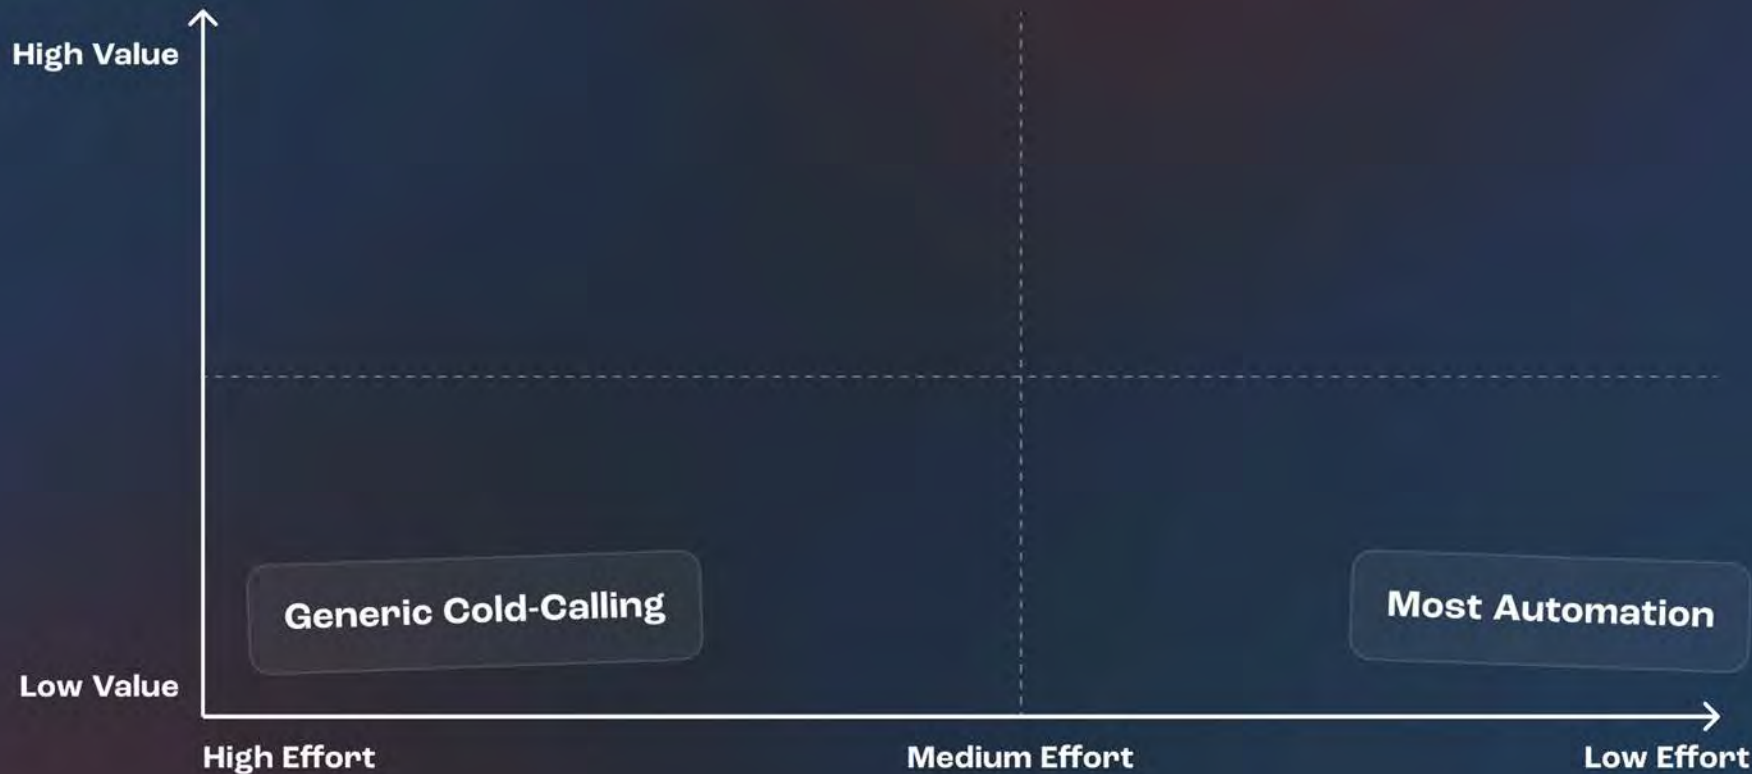 High Value
Generic Cold-Calling
Most Automation
Low Value
High Effort
Medium Effort
Low Effort